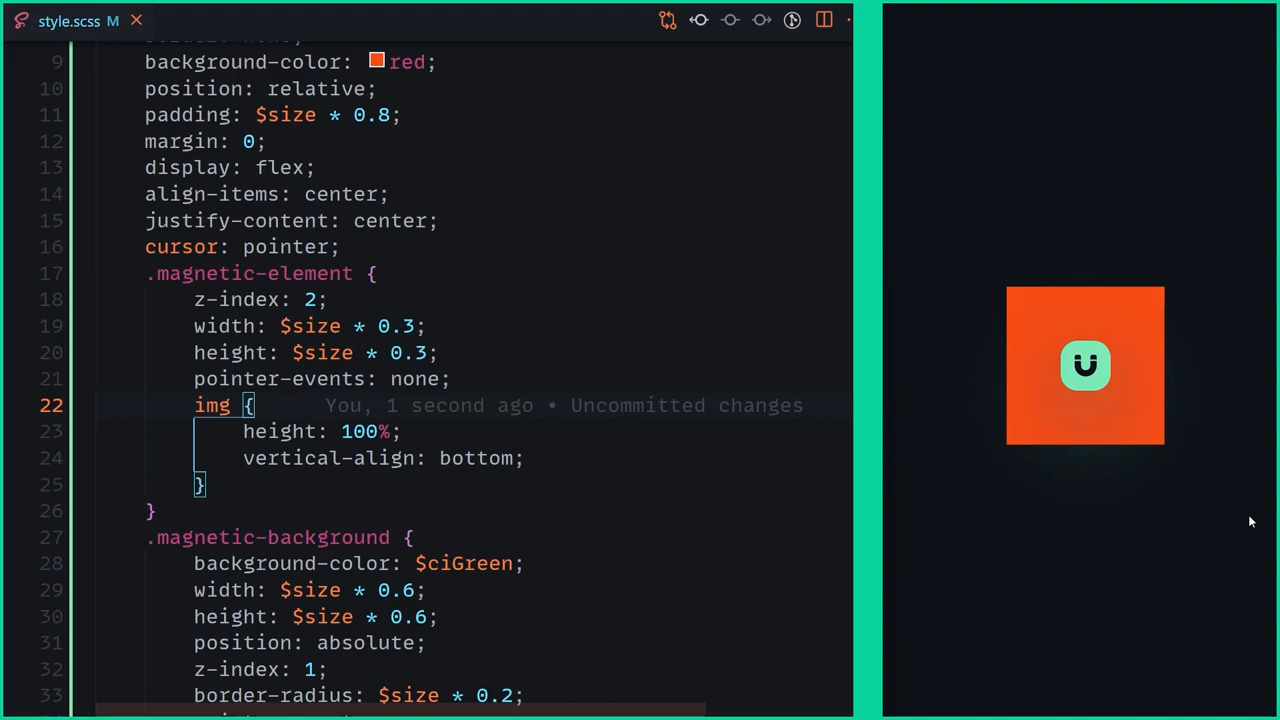 style.scss M
9 background-color: red;
10 position: relative;
11 padding: $size * 0.8;
12 margin: 0;
13 display: flex;
14 align-items: center;
15 justify-content: center;
16 cursor: pointer;
17 .magnetic-element {
18 z-index: 2;
19 width: $size * 0.3;
20 height: $size * 0.3;
21 pointer-events: none;
22 img { You, 1 second ago • Uncommitted changes
23 height: 100%;
24 vertical-align: bottom;
25 }
26 }
27 .magnetic-background {
28 background-color: $ciGreen;
29 width: $size * 0.6;
30 height: $size * 0.6;
31 position: absolute;
32 z-index: 1;
33 border-radius: $size * 0.2;